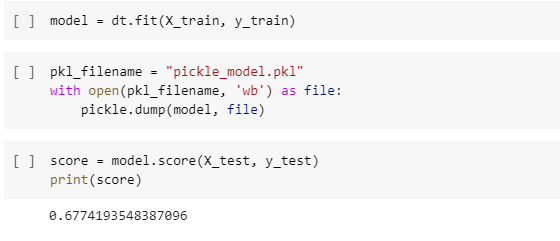 [ ] model = dt.fit(X_train, y_train)
[ ] pkl_filename = "pickle_model.pkl"
with open(pkl_filename, 'wb') as file:
    pickle.dump(model, file)
[ ] score = model.score(X_test, y_test)
print(score)
0.6774193548387096